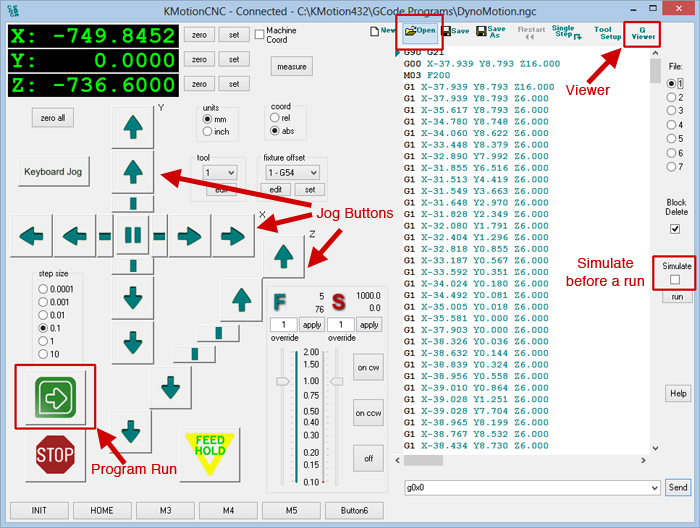 KMotionCNC - Connected - C:\KMotion432\GCode Programs\DynoMotion.ngc
X: -749.8452 zero set Machine Coord
Y: 0.0000 zero set measure
Z: -736.6000 zero set
New Open Save Save As Restart Single Step Tool Setup G Viewer
zero all
Y
units
mm
inch
coord
rel
abs
Keyboard Jog
tool
1
edit
fixture offset
1 - G54
edit set
Jog Buttons
X
Z
step size
0.0001
0.001
0.01
0.1
1
10
F 5 76 S 1000.0 0.0
1 apply 1 apply
override override
2.00
1.50
1.00
0.75
0.50
0.30
0.20
0.15
0.10
on cw
on ccw
off
STOP
Program Run
FEED HOLD
INIT HOME M3 M4 M5 Button6
G90 G21
G00 X-37.939 Y8.793 Z16.000
M03 F200
G1 X-37.939 Y8.793 Z16.000
G1 X-37.939 Y8.793 Z6.000
G1 X-35.617 Y8.793 Z6.000
G1 X-34.780 Y8.748 Z6.000
G1 X-34.060 Y8.622 Z6.000
G1 X-33.448 Y8.379 Z6.000
G1 X-32.890 Y7.992 Z6.000
G1 X-31.855 Y6.516 Z6.000
G1 X-31.513 Y4.419 Z6.000
G1 X-31.549 Y3.663 Z6.000
G1 X-31.648 Y2.970 Z6.000
G1 X-31.828 Y2.349 Z6.000
G1 X-32.080 Y1.791 Z6.000
G1 X-32.404 Y1.296 Z6.000
G1 X-32.818 Y0.855 Z6.000
G1 X-33.187 Y0.567 Z6.000
G1 X-33.592 Y0.351 Z6.000
G1 X-34.024 Y0.180 Z6.000
G1 X-34.492 Y0.081 Z6.000
G1 X-35.005 Y0.018 Z6.000
G1 X-35.581 Y0.000 Z6.000
G1 X-37.903 Y0.000 Z6.000
G1 X-38.326 Y0.036 Z6.000
G1 X-38.632 Y0.144 Z6.000
G1 X-38.839 Y0.324 Z6.000
G1 X-38.956 Y0.558 Z6.000
G1 X-39.010 Y0.864 Z6.000
G1 X-39.028 Y1.251 Z6.000
G1 X-39.028 Y7.704 Z6.000
G1 X-38.965 Y8.199 Z6.000
G1 X-38.767 Y8.532 Z6.000
G1 X-38.434 Y8.730 Z6.000
Viewer
File:
1
2
3
4
5
6
7
Block Delete
Simulate before a run
Simulate
run
Help
g0x0 Send